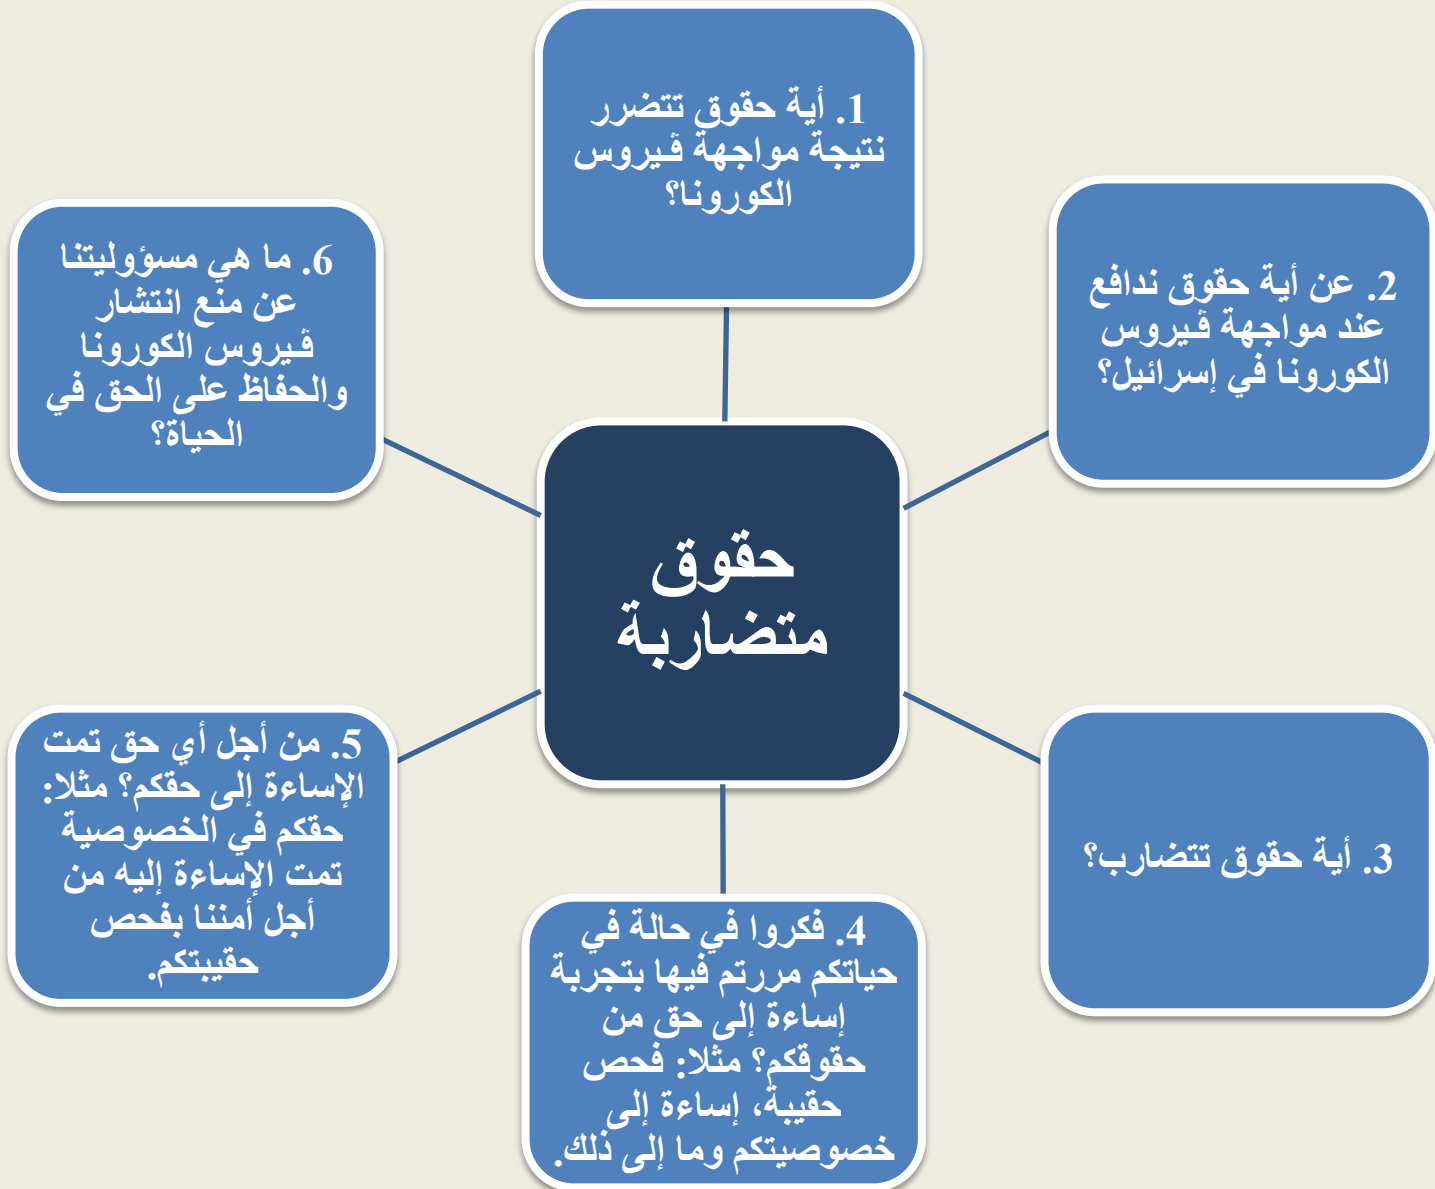 1. أية حقوق تتضرر
نتيجة مواجهة ڤيروس
الكورونا؟
2. عن أية حقوق ندافع
عند مواجهة ڤيروس
الكورونا في إسرائيل؟
3. أية حقوق تتضارب؟
4. فكروا في حالة في
حياتكم مررتم فيها بتجربة
إساءة إلى حق من
حقوقكم؟ مثلا: فحص
حقيبة، إساءة إلى
خصوصيتكم وما إلى ذلك.
5. من أجل أي حق تمت
الإساءة إلى حقكم؟ مثلا:
حقكم في الخصوصية
تمت الإساءة إليه من
أجل أمننا بفحص
حقيبتكم.
6. ما هي مسؤوليتنا
عن منع انتشار
ڤيروس الكورونا
والحفاظ على الحق في
الحياة؟
حقوق
متضاربة